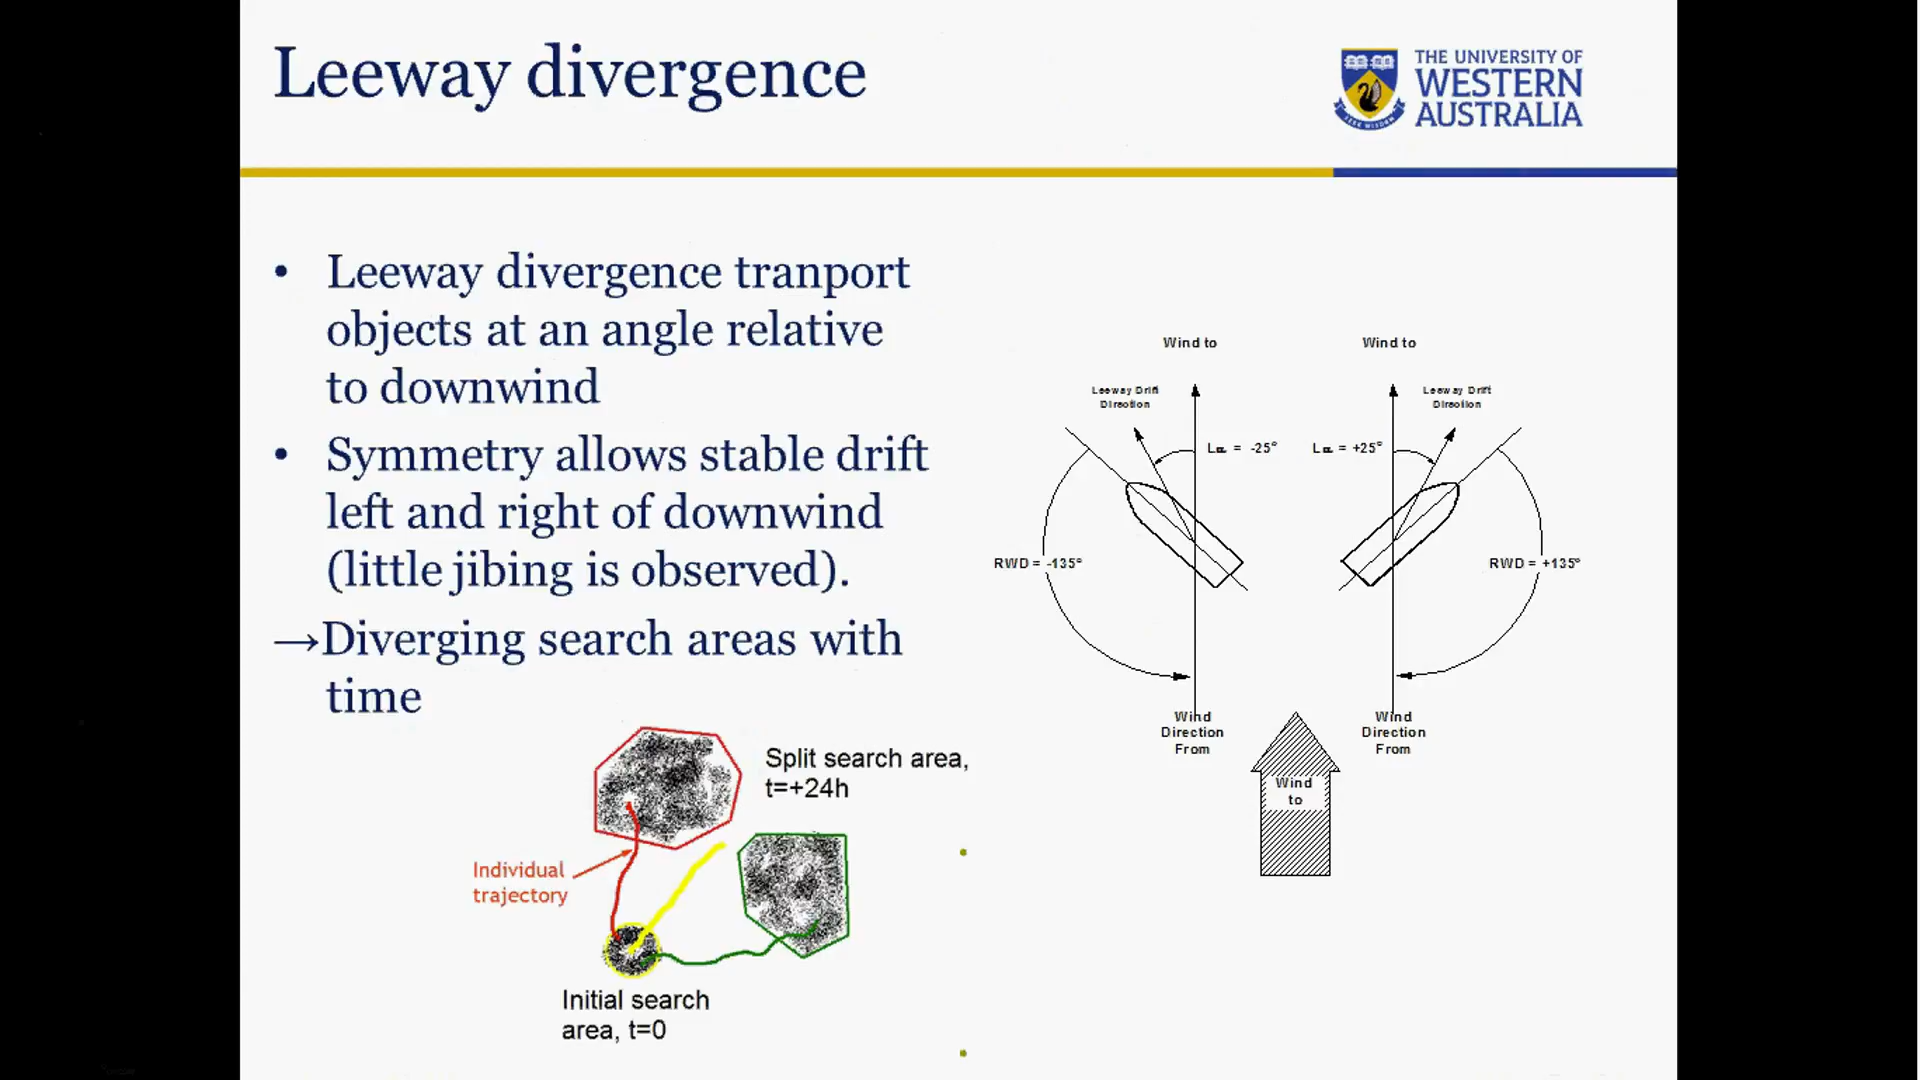 Leeway divergence
THE UNIVERSITY OF
WESTERN
AUSTRALIA
SEEK WISDOM
• Leeway divergence tranport
objects at an angle relative
to downwind
• Symmetry allows stable drift
left and right of downwind
(little jibing is observed).
→Diverging search areas with
time
Split search area,
t=+24h
Individual
trajectory
Initial search
area, t=0
Wind to
Wind to
Leeway Drift
Direction
Leeway Drift
Direction
Lα = -25°
Lα = +25°
RWD = -135°
RWD = +135°
Wind
Direction
From
Wind
Direction
From
Wind
to